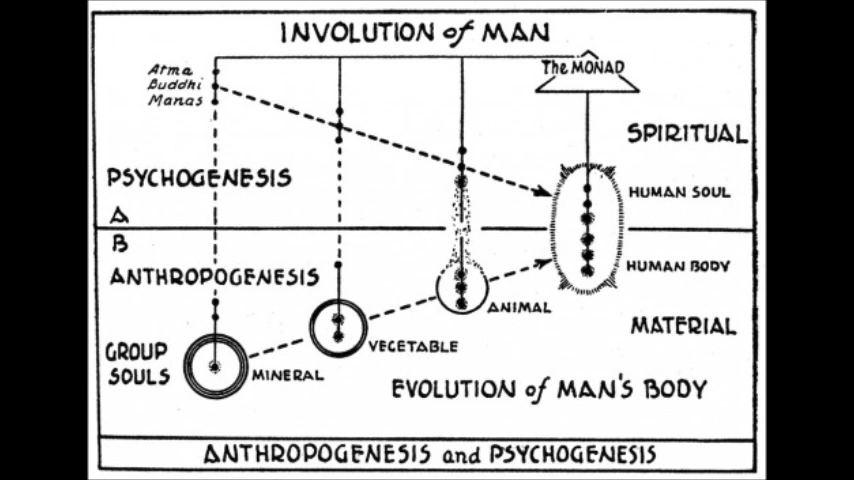 INVOLUTION of MAN
The MONAD
Atma
Buddhi
Manas
SPIRITUAL
PSYCHOGENESIS
HUMAN SOUL
A
B
ANTHROPOGENESIS
HUMAN BODY
ANIMAL
MATERIAL
GROUP
SOULS
VEGETABLE
MINERAL
EVOLUTION of MAN'S BODY
ANTHROPOGENESIS and PSYCHOGENESIS